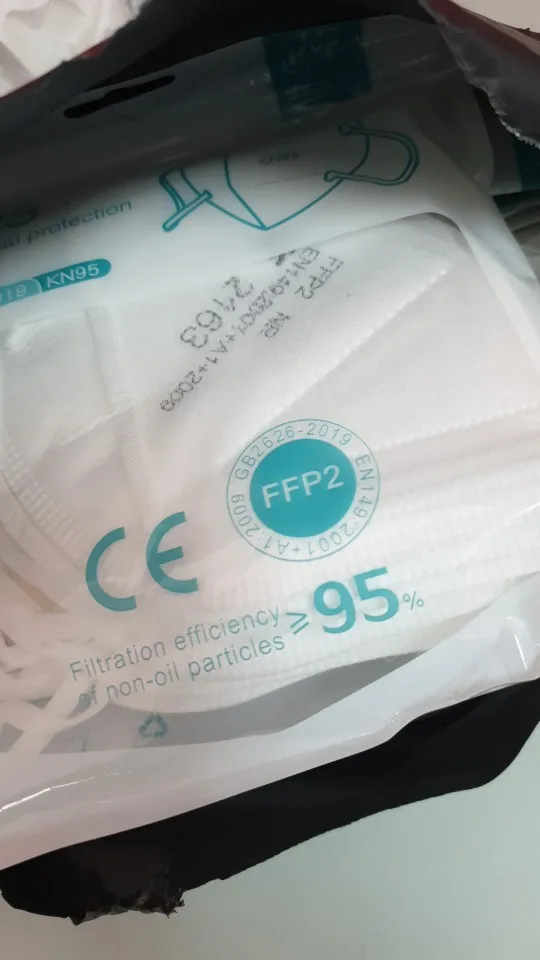 KN95
al protection
19 KN95
FFP2 NR
EN149:2001+A1+2009
2163
GB2626-2019 EN149:2001+A1:2009
FFP2
CE
Filtration efficiency
of non-oil particles
≥95%